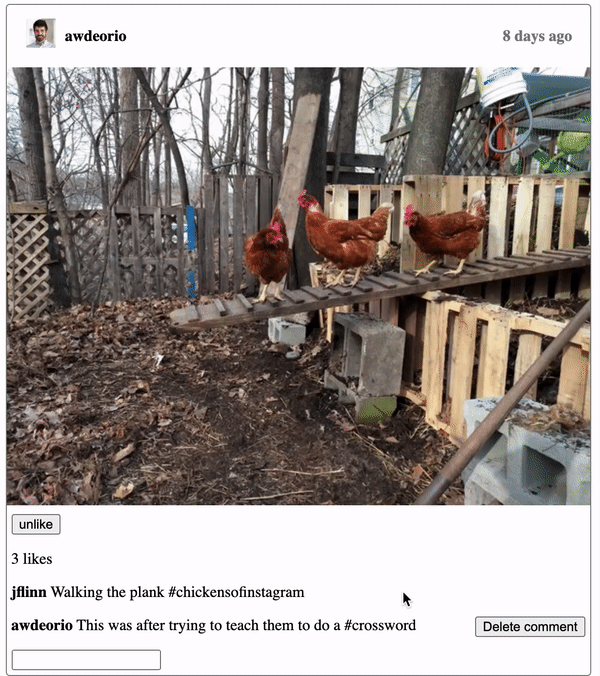 awdeorio 8 days ago
unlike
3 likes
jflinn Walking the plank #chickensofinstagram
awdeorio This was after trying to teach them to do a #crossword Delete comment